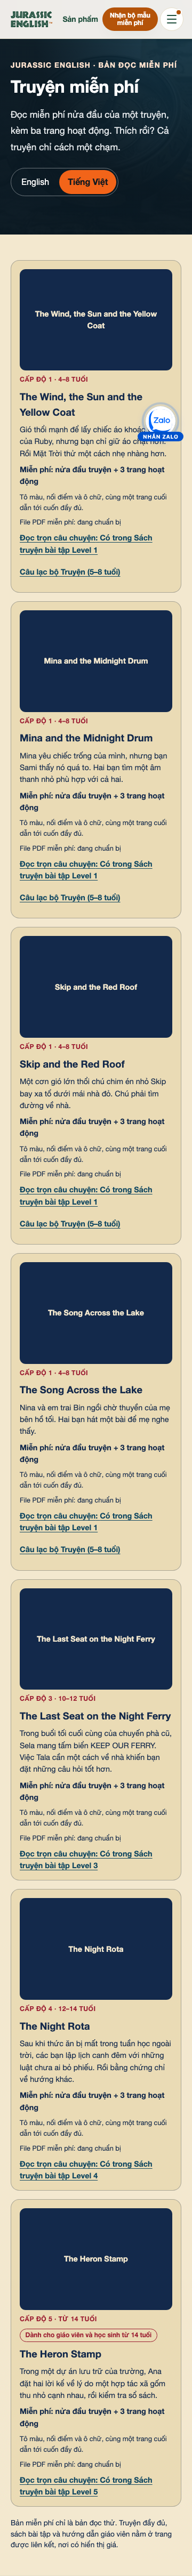 JURASSIC
ENGLISH
Sản phẩm
Nhận bộ mẫu
miễn phí
JURASSIC ENGLISH · BẢN ĐỌC MIỄN PHÍ
Truyện miễn phí
Đọc miễn phí nửa đầu của một truyện,
kèm ba trang hoạt động. Thích rồi? Cả
truyện chỉ cách một chạm.
English
Tiếng Việt
The Wind, the Sun and the Yellow
Coat
CẤP ĐỘ 1 · 4–8 TUỔI
The Wind, the Sun and the
Yellow Coat
Zalo
NHẮN ZALO
Gió thổi mạnh để lấy chiếc áo khoác
của Ruby, nhưng bạn chỉ giữ áo chặt hơn.
Rồi Mặt Trời thử một cách nhẹ nhàng hơn.
Miễn phí: nửa đầu truyện + 3 trang hoạt
động
Tô màu, nối điểm và ô chữ, cùng một trang cuối
dẫn tới cuốn đầy đủ.
File PDF miễn phí: đang chuẩn bị
Đọc trọn câu chuyện: Có trong Sách
truyện bài tập Level 1
Câu lạc bộ Truyện (5–8 tuổi)
Mina and the Midnight Drum
CẤP ĐỘ 1 · 4–8 TUỔI
Mina and the Midnight Drum
Mina yêu chiếc trống của mình, nhưng bạn
Sami thấy nó quá to. Hai bạn tìm một âm
thanh nhỏ phù hợp với cả hai.
Miễn phí: nửa đầu truyện + 3 trang hoạt
động
Tô màu, nối điểm và ô chữ, cùng một trang cuối
dẫn tới cuốn đầy đủ.
File PDF miễn phí: đang chuẩn bị
Đọc trọn câu chuyện: Có trong Sách
truyện bài tập Level 1
Câu lạc bộ Truyện (5–8 tuổi)
Skip and the Red Roof
CẤP ĐỘ 1 · 4–8 TUỔI
Skip and the Red Roof
Một cơn gió lớn thổi chú chim én nhỏ Skip
bay xa tổ dưới mái nhà đỏ. Chú phải tìm
đường về nhà.
Miễn phí: nửa đầu truyện + 3 trang hoạt
động
Tô màu, nối điểm và ô chữ, cùng một trang cuối
dẫn tới cuốn đầy đủ.
File PDF miễn phí: đang chuẩn bị
Đọc trọn câu chuyện: Có trong Sách
truyện bài tập Level 1
Câu lạc bộ Truyện (5–8 tuổi)
The Song Across the Lake
CẤP ĐỘ 1 · 4–8 TUỔI
The Song Across the Lake
Nina và em trai Bin ngồi chờ thuyền của mẹ
bên hồ tối. Hai bạn hát một bài để mẹ nghe
thấy.
Miễn phí: nửa đầu truyện + 3 trang hoạt
động
Tô màu, nối điểm và ô chữ, cùng một trang cuối
dẫn tới cuốn đầy đủ.
File PDF miễn phí: đang chuẩn bị
Đọc trọn câu chuyện: Có trong Sách
truyện bài tập Level 1
Câu lạc bộ Truyện (5–8 tuổi)
The Last Seat on the Night Ferry
CẤP ĐỘ 3 · 10–12 TUỔI
The Last Seat on the Night Ferry
Trong buổi tối cuối cùng của chuyến phà cũ,
Sela mang tấm biển KEEP OUR FERRY.
Việc Tala cần một cách về nhà khiến bạn
đặt những câu hỏi tốt hơn.
Miễn phí: nửa đầu truyện + 3 trang hoạt
động
Tô màu, nối điểm và ô chữ, cùng một trang cuối
dẫn tới cuốn đầy đủ.
File PDF miễn phí: đang chuẩn bị
Đọc trọn câu chuyện: Có trong Sách
truyện bài tập Level 3
The Night Rota
CẤP ĐỘ 4 · 12–14 TUỔI
The Night Rota
Sau khi thức ăn bị mất trong tuần học ngoài
trời, các bạn lập lịch canh đêm với những
luật chưa ai bỏ phiếu. Rồi bằng chứng chỉ
về hướng khác.
Miễn phí: nửa đầu truyện + 3 trang hoạt
động
Tô màu, nối điểm và ô chữ, cùng một trang cuối
dẫn tới cuốn đầy đủ.
File PDF miễn phí: đang chuẩn bị
Đọc trọn câu chuyện: Có trong Sách
truyện bài tập Level 4
The Heron Stamp
CẤP ĐỘ 5 · TỪ 14 TUỔI
Dành cho giáo viên và học sinh từ 14 tuổi
The Heron Stamp
Trong một dự án lưu trữ của trường, Ana
đặt hai lời kể về lý do một hợp tác xã gốm
thu nhỏ cạnh nhau, rồi kiểm tra sổ sách.
Miễn phí: nửa đầu truyện + 3 trang hoạt
động
Tô màu, nối điểm và ô chữ, cùng một trang cuối
dẫn tới cuốn đầy đủ.
File PDF miễn phí: đang chuẩn bị
Đọc trọn câu chuyện: Có trong Sách
truyện bài tập Level 5
Bản miễn phí chỉ là bản đọc thử. Truyện đầy đủ,
sách bài tập và hướng dẫn giáo viên nằm ở trang
được liên kết, nơi có hiển thị giá.